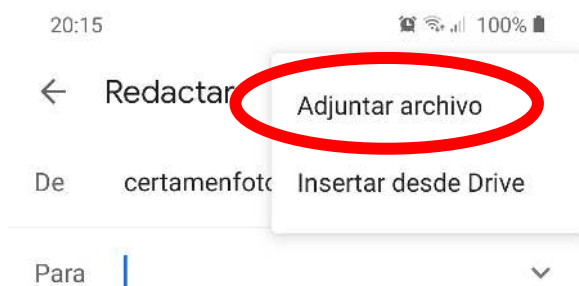 20:15 100%
Redactar
Adjuntar archivo
De certamenfoto
Insertar desde Drive
Para